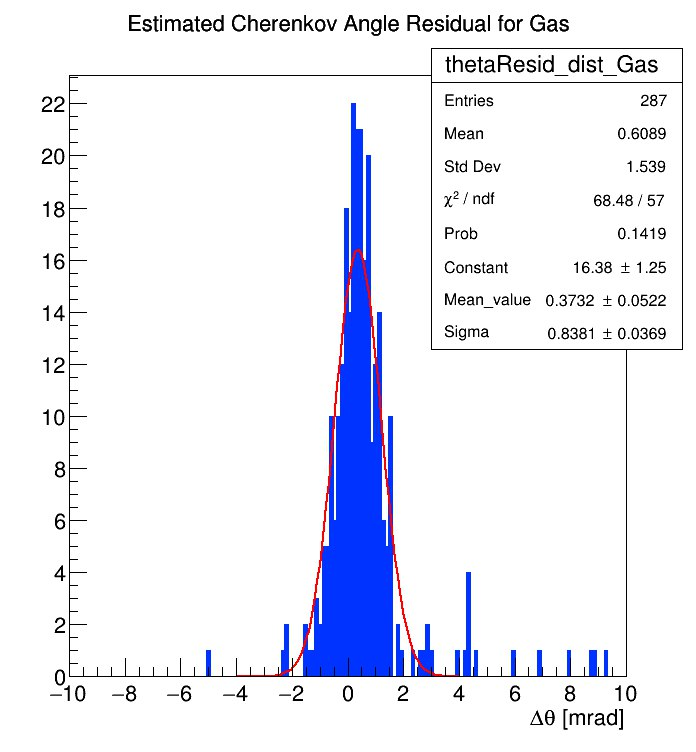 Estimated Cherenkov Angle Residual for Gas
thetaResid_dist_Gas
Entries 287
Mean 0.6089
Std Dev 1.539
χ² / ndf 68.48 / 57
Prob 0.1419
Constant 16.38 ± 1.25
Mean_value 0.3732 ± 0.0522
Sigma 0.8381 ± 0.0369
22
20
18
16
14
12
10
8
6
4
2
0
−10 −8 −6 −4 −2 0 2 4 6 8 10
Δθ [mrad]